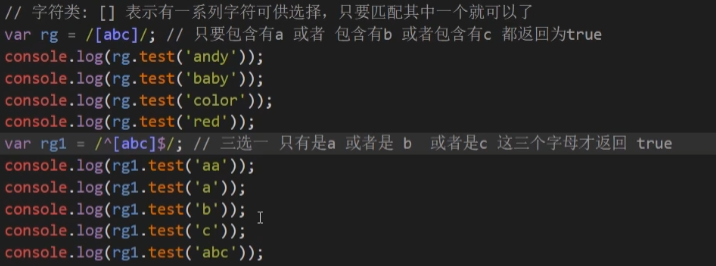 // 字符类: [] 表示有一系列字符可供选择，只要匹配其中一个就可以了
var rg = /[abc]/; // 只要包含有a 或者 包含有b 或者包含有c 都返回为true
console.log(rg.test('andy'));
console.log(rg.test('baby'));
console.log(rg.test('color'));
console.log(rg.test('red'));
var rg1 = /^[abc]$/; // 三选一 只有是a 或者是 b  或者是c 这三个字母才返回 true
console.log(rg1.test('aa'));
console.log(rg1.test('a'));
console.log(rg1.test('b'));
console.log(rg1.test('c'));
console.log(rg1.test('abc'));